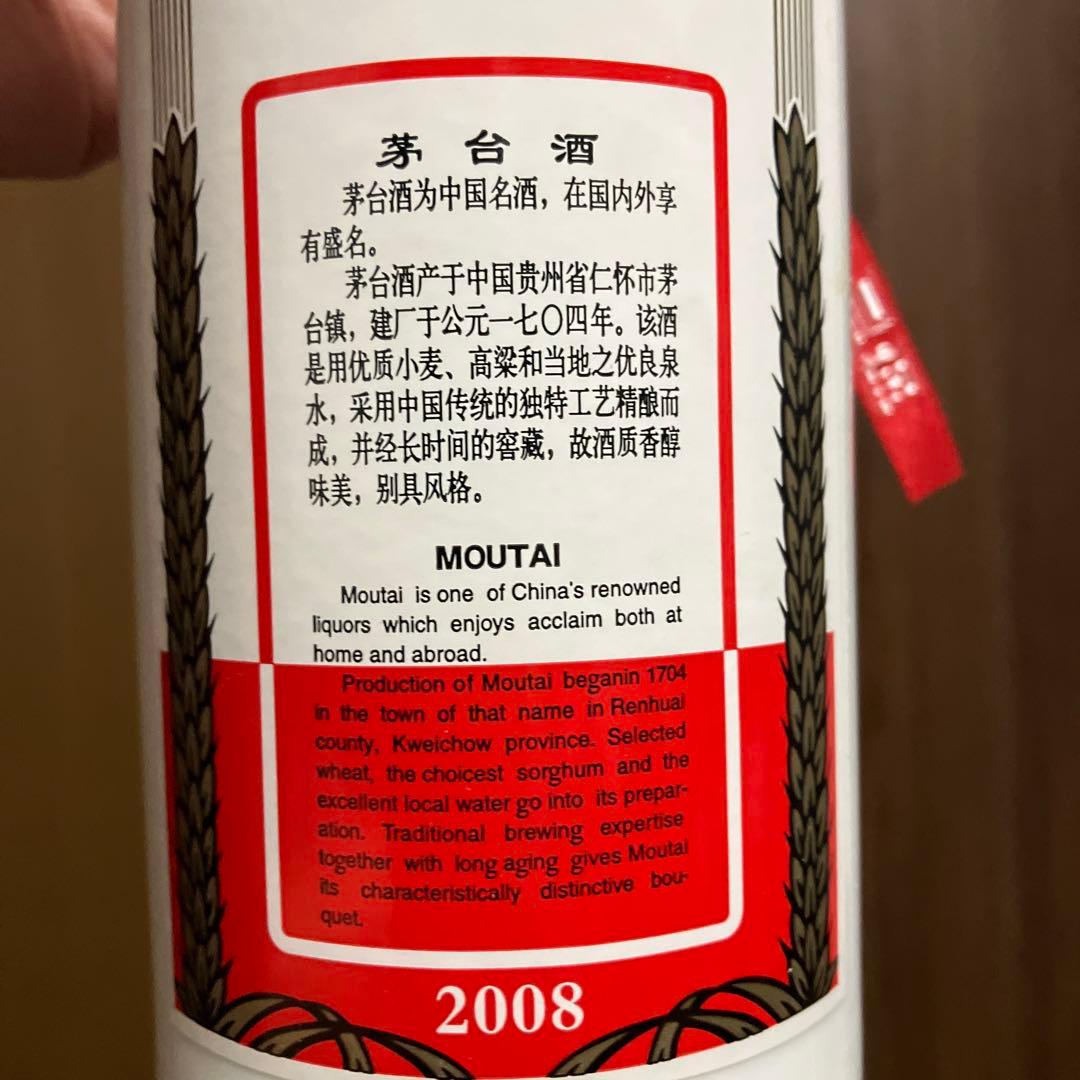 茅台酒
茅台酒为中国名酒，在国内外享
有盛名。
茅台酒产于中国贵州省仁怀市茅
台镇，建厂于公元一七〇四年。该酒
是用优质小麦、高粱和当地之优良泉
水，采用中国传统的独特工艺精酿而
成，并经长时间的窖藏，故酒质香醇
味美，别具风格。
MOUTAI
Moutai is one of China's renowned
liquors which enjoys acclaim both at
home and abroad.
Production of Moutai beganin 1704
in the town of that name in Renhuai
county, Kweichow province. Selected
wheat, the choicest sorghum and the
excellent local water go into its prepar-
ation. Traditional brewing expertise
together with long aging gives Moutai
its characteristically distinctive bou-
quet.
2008